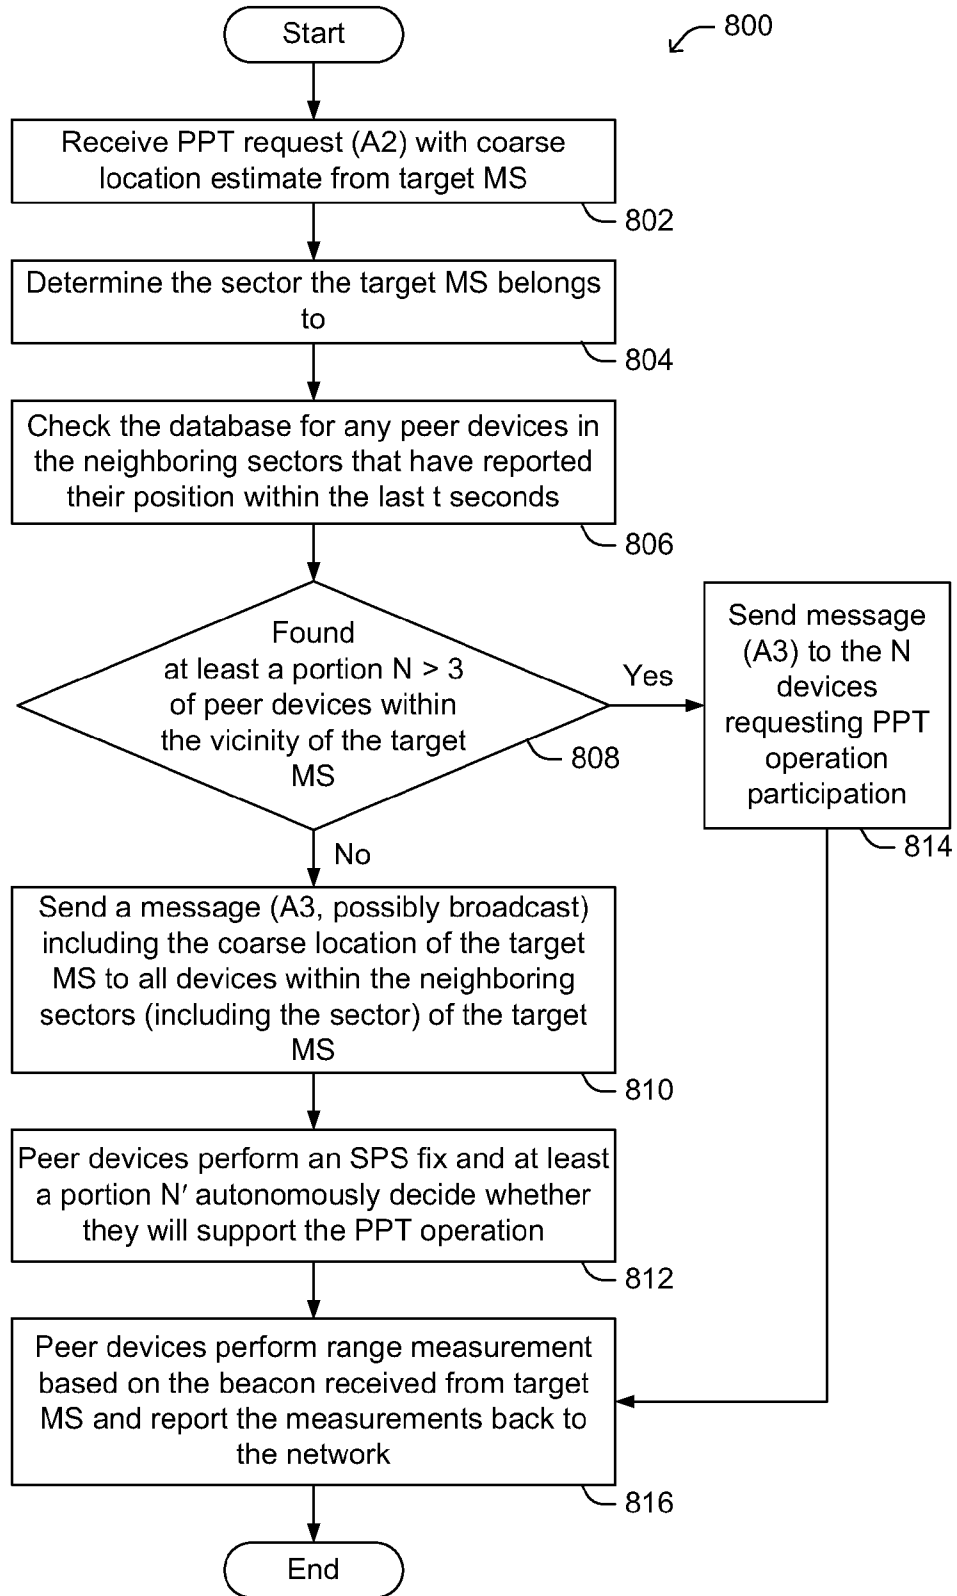 Start
800
Receive PPT request (A2) with coarse
location estimate from target MS
802
Determine the sector the target MS belongs
to
804
Check the database for any peer devices in
the neighboring sectors that have reported
their position within the last t seconds
806
Found
at least a portion N > 3
of peer devices within
the vicinity of the target
MS
808
Yes
Send message
(A3) to the N
devices
requesting PPT
operation
participation
814
No
Send a message (A3, possibly broadcast)
including the coarse location of the target
MS to all devices within the neighboring
sectors (including the sector) of the target
MS
810
Peer devices perform an SPS fix and at least
a portion N′ autonomously decide whether
they will support the PPT operation
812
Peer devices perform range measurement
based on the beacon received from target
MS and report the measurements back to
the network
816
End